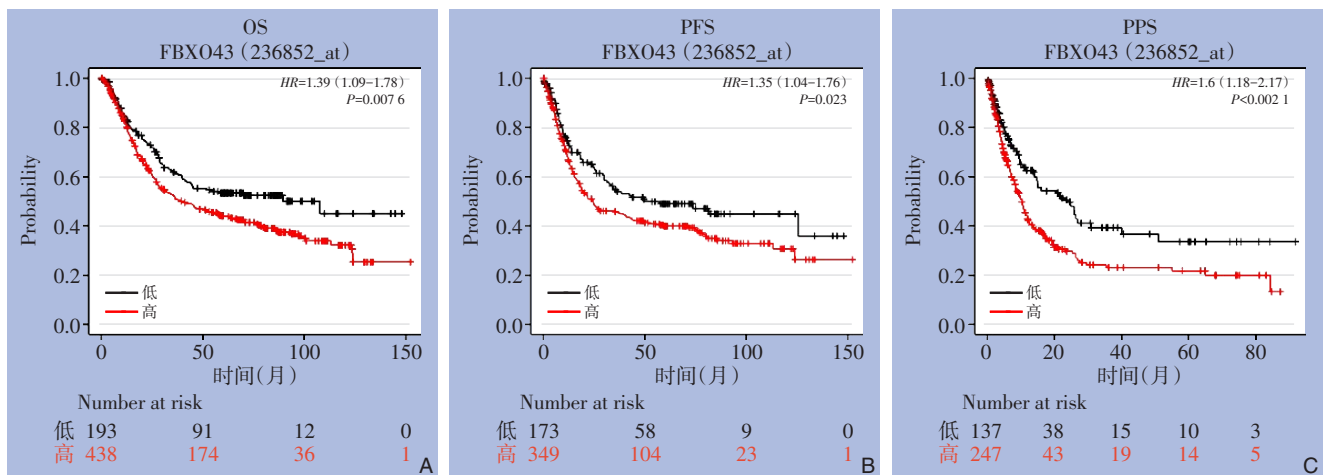 OS
FBXO43 (236852_at)
HR=1.39 (1.09-1.78)
P=0.007 6
Probability
1.0
0.8
0.6
0.4
0.2
0.0
低
高
0 50 100 150
时间(月)
Number at risk
低 193 91 12 0
高 438 174 36 1
A
PFS
FBXO43 (236852_at)
HR=1.35 (1.04-1.76)
P=0.023
Probability
1.0
0.8
0.6
0.4
0.2
0.0
低
高
0 50 100 150
时间(月)
Number at risk
低 173 58 9 0
高 349 104 23 1
B
PPS
FBXO43 (236852_at)
HR=1.6 (1.18-2.17)
P<0.002 1
Probability
1.0
0.8
0.6
0.4
0.2
0.0
低
高
0 20 40 60 80
时间(月)
Number at risk
低 137 38 15 10 3
高 247 43 19 14 5
C